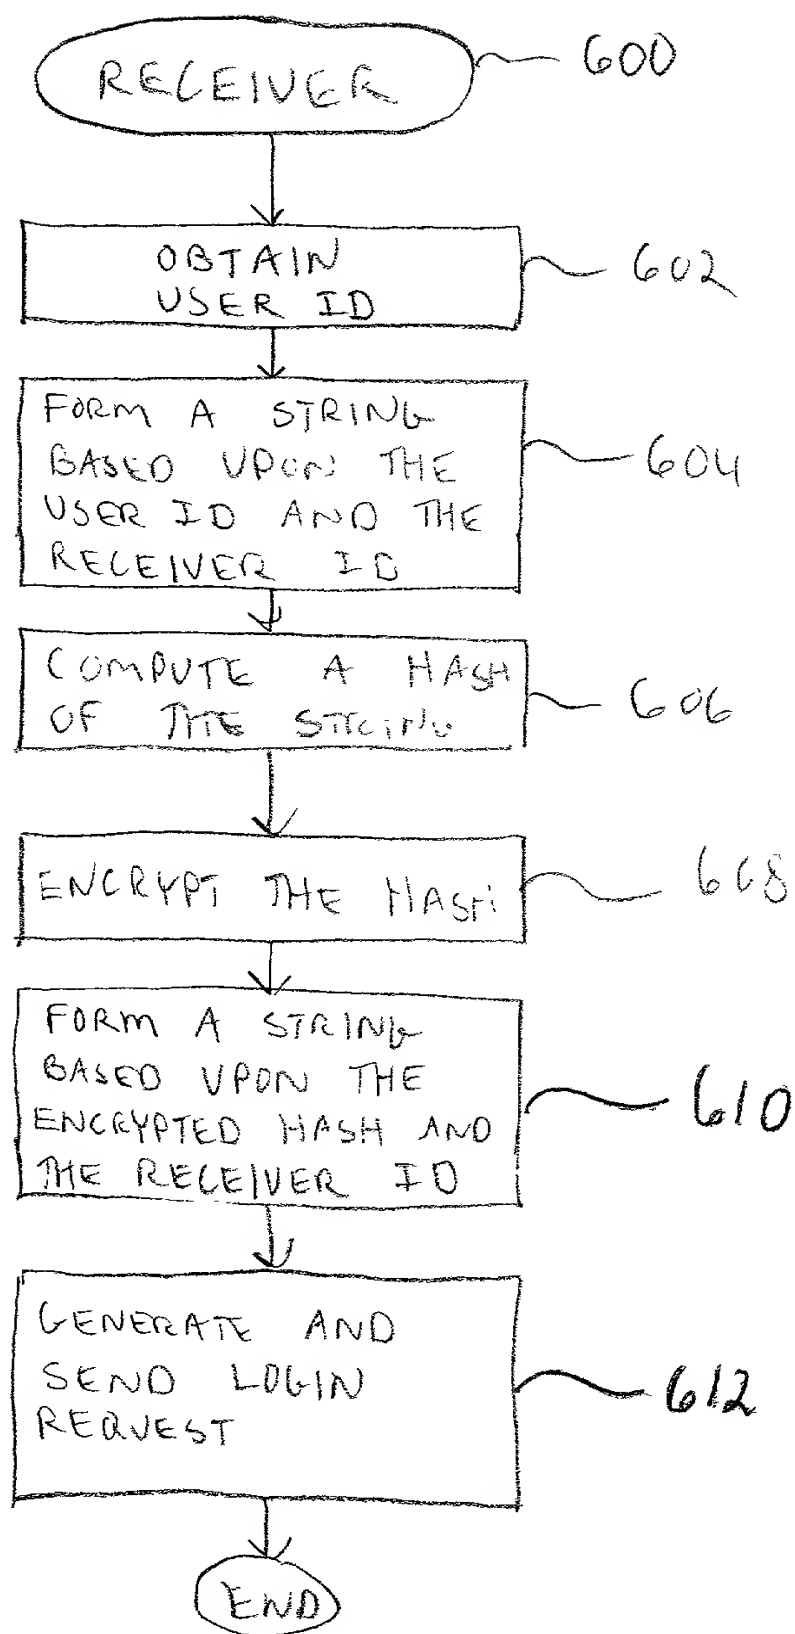 RECEIVER
600
OBTAIN
USER ID
602
FORM A STRING
BASED UPON THE
USER ID AND THE
RECEIVER ID
604
COMPUTE A HASH
OF THE STRING
606
ENCRYPT THE HASH
608
FORM A STRING
BASED UPON THE
ENCRYPTED HASH AND
THE RECEIVER ID
610
GENERATE AND
SEND LOGIN
REQUEST
612
END